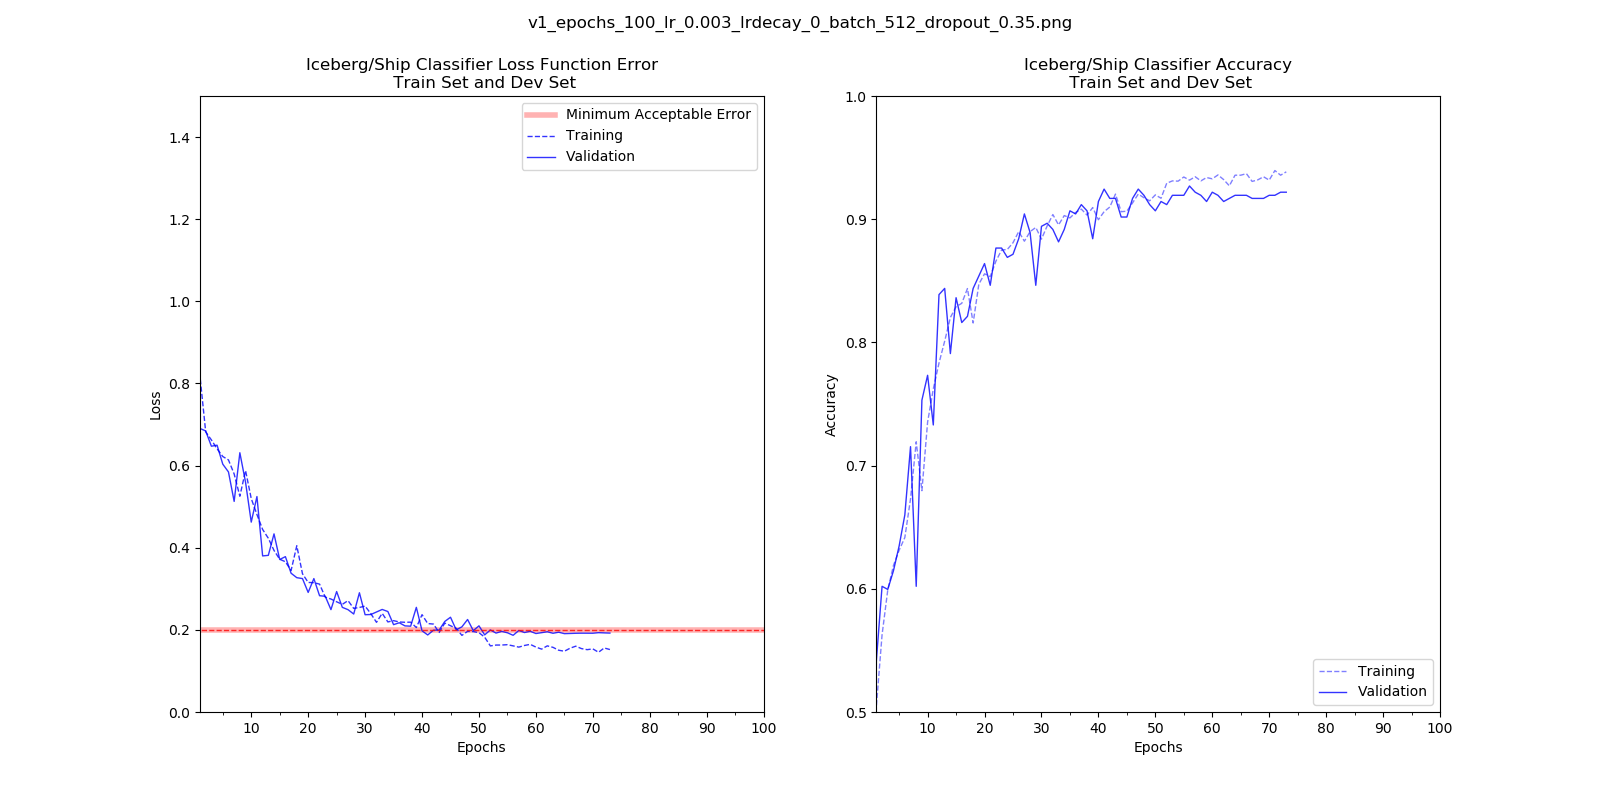 v1_epochs_100_lr_0.003_lrdecay_0_batch_512_dropout_0.35.png
Iceberg/Ship Classifier Loss Function Error
Train Set and Dev Set
1.4
1.2
1.0
0.8
0.6
0.4
0.2
0.0
Loss
10 20 30 40 50 60 70 80 90 100
Epochs
Minimum Acceptable Error
Training
Validation
Iceberg/Ship Classifier Accuracy
Train Set and Dev Set
1.0
0.9
0.8
0.7
0.6
0.5
Accuracy
10 20 30 40 50 60 70 80 90 100
Epochs
Training
Validation